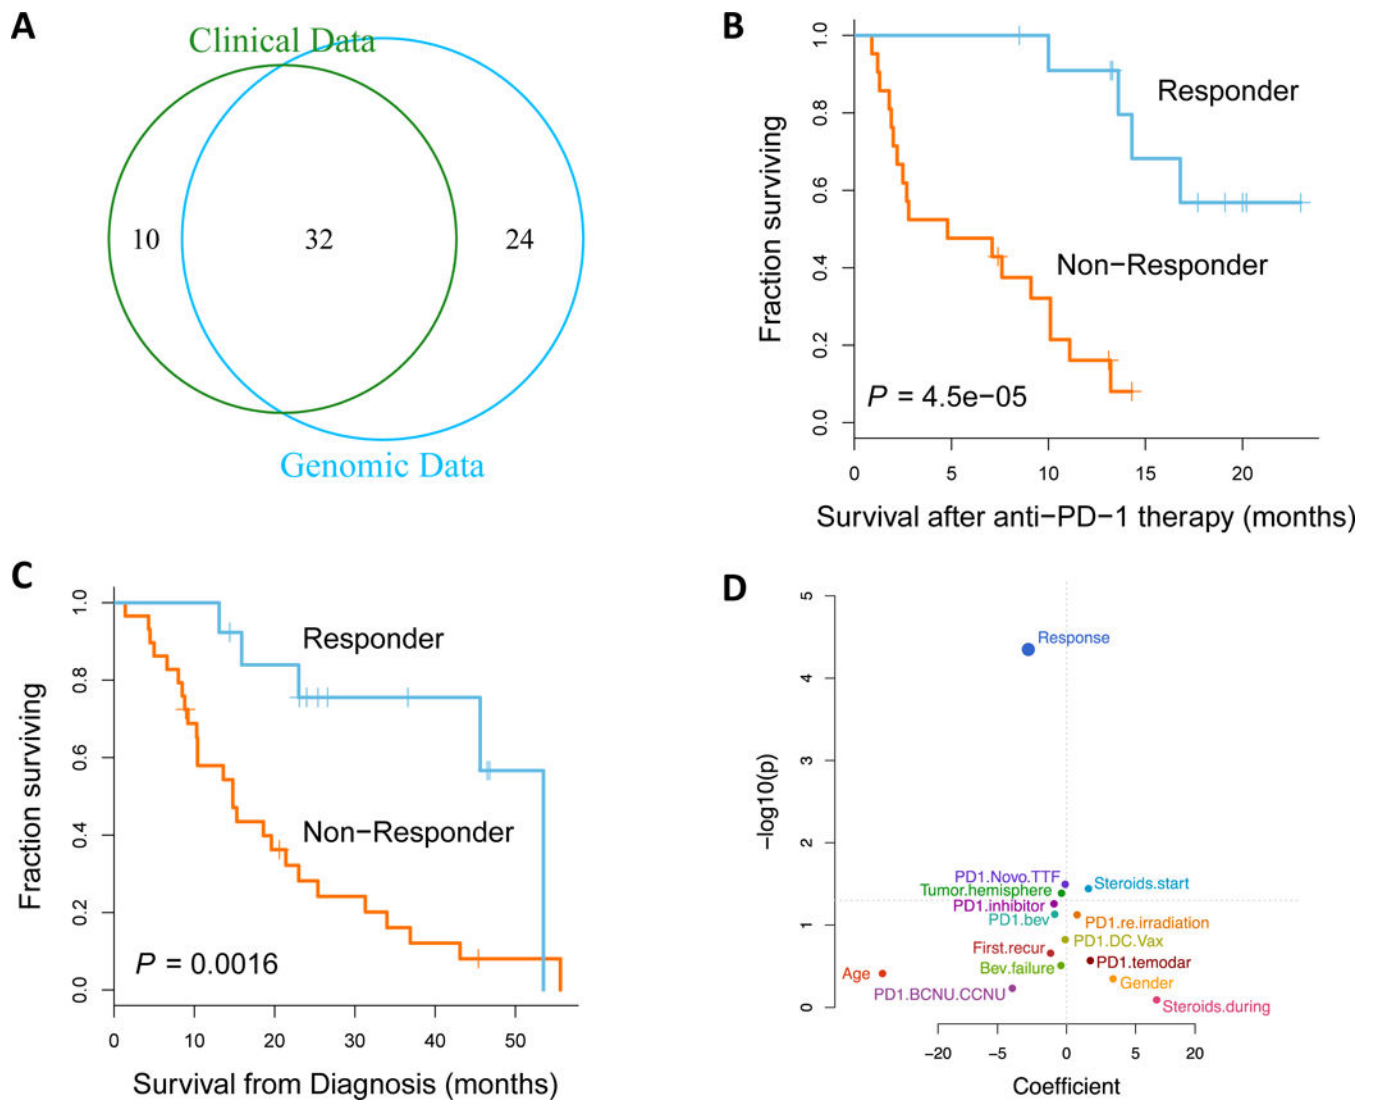 A
Clinical Data
10
32
24
Genomic Data
B
Fraction surviving
1.0
0.8
0.6
0.4
0.2
0.0
Responder
Non−Responder
P = 4.5e−05
0 5 10 15 20
Survival after anti−PD−1 therapy (months)
C
Fraction surviving
1.0
0.8
0.6
0.4
0.2
0.0
Responder
Non−Responder
P = 0.0016
0 10 20 30 40 50
Survival from Diagnosis (months)
D
−log10(p)
5
4
3
2
1
0
Response
PD1.Novo.TTF
Steroids.start
Tumor.hemisphere
PD1.inhibitor
PD1.bev
PD1.re.irradiation
PD1.DC.Vax
First.recur
PD1.temodar
Bev.failure
Age
Gender
PD1.BCNU.CCNU
Steroids.during
−20 −5 0 5 20
Coefficient